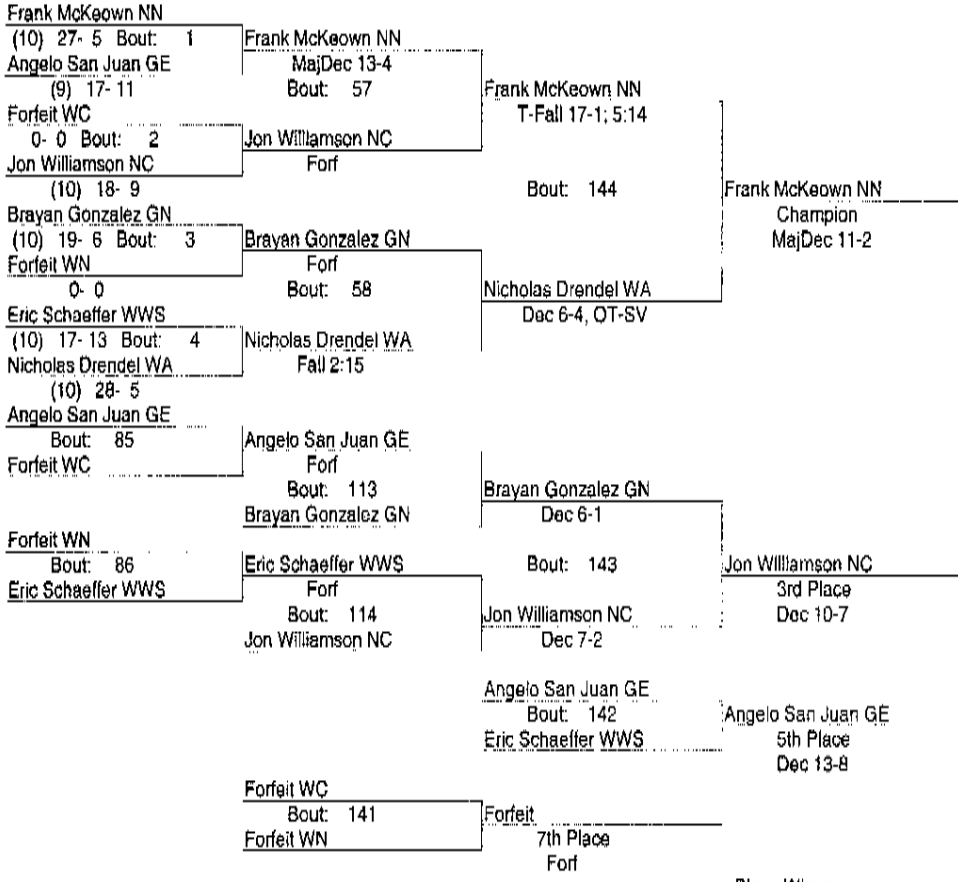 Frank McKeown NN
(10) 27- 5 Bout: 1
Angelo San Juan GE
(9) 17- 11
Forfeit WC
0- 0 Bout: 2
Jon Williamson NC
(10) 18- 9
Brayan Gonzalez GN
(10) 19- 6 Bout: 3
Forfeit WN
0- 0
Eric Schaeffer WWS
(10) 17- 13 Bout: 4
Nicholas Drendel WA
(10) 28- 5
Frank McKeown NN
MajDec 13-4
Bout: 57
Jon Williamson NC
Forf
Brayan Gonzalez GN
Forf
Bout: 58
Nicholas Drendel WA
Fall 2:15
Frank McKeown NN
T-Fall 17-1; 5:14
Bout: 144
Nicholas Drendel WA
Dec 6-4, OT-SV
Frank McKeown NN
Champion
MajDec 11-2
Angelo San Juan GE
Bout: 85
Forfeit WC
Forfeit WN
Bout: 86
Eric Schaeffer WWS
Angelo San Juan GE
Forf
Bout: 113
Brayan Gonzalez GN
Eric Schaeffer WWS
Forf
Bout: 114
Jon Williamson NC
Brayan Gonzalez GN
Dec 6-1
Bout: 143
Jon Williamson NC
Dec 7-2
Jon Williamson NC
3rd Place
Dec 10-7
Angelo San Juan GE
Bout: 142
Eric Schaeffer WWS
Angelo San Juan GE
5th Place
Dec 13-8
Forfeit WC
Bout: 141
Forfeit WN
Forfeit
7th Place
Forf